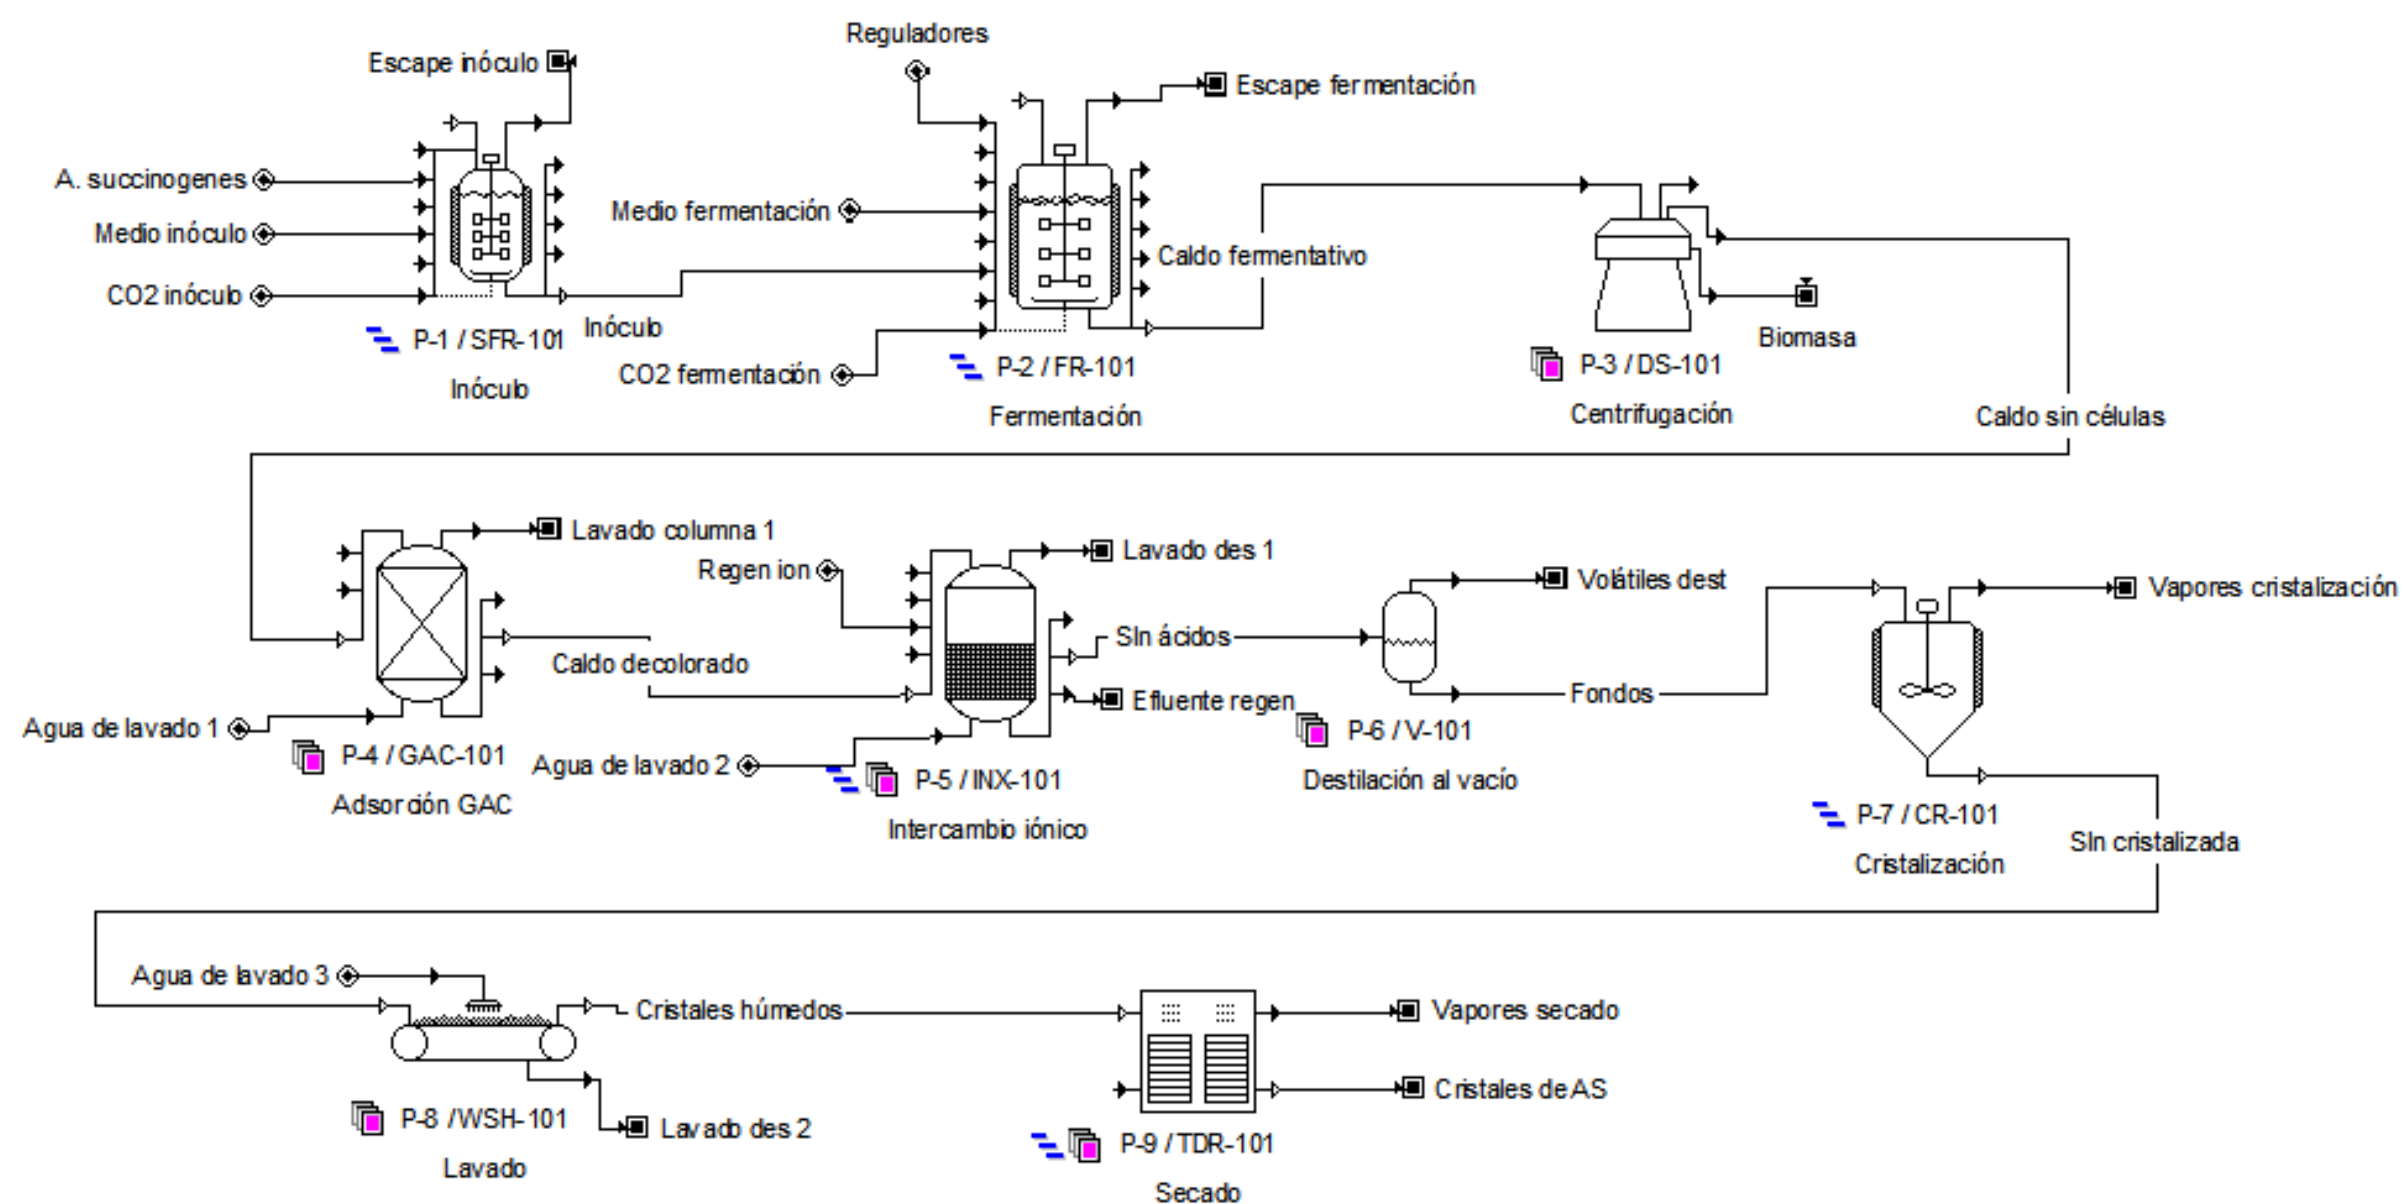 Reguladores
Escape inóculo
Escape fermentación
A. succinogenes
Medio inóculo
CO2 inóculo
P-1 / SFR-101
Inóculo
Inóculo
Medio fermentación
CO2 fermentación
P-2 / FR-101
Fermentación
Caldo fermentativo
Biomasa
P-3 / DS-101
Centrifugación
Caldo sin células
Lavado columna 1
Agua de lavado 1
P-4 / GAC-101
Adsorción GAC
Caldo decolorado
Regen ion
Lavado des 1
Sln ácidos
Efluente regen
Agua de lavado 2
P-5 / INX-101
Intercambio iónico
Volátiles dest
Fondos
P-6 / V-101
Destilación al vacío
Vapores cristalización
P-7 / CR-101
Cristalización
Sln cristalizada
Agua de lavado 3
Cristales húmedos
P-8 / WSH-101
Lavado
Lavado des 2
Vapores secado
Cristales de AS
P-9 / TDR-101
Secado